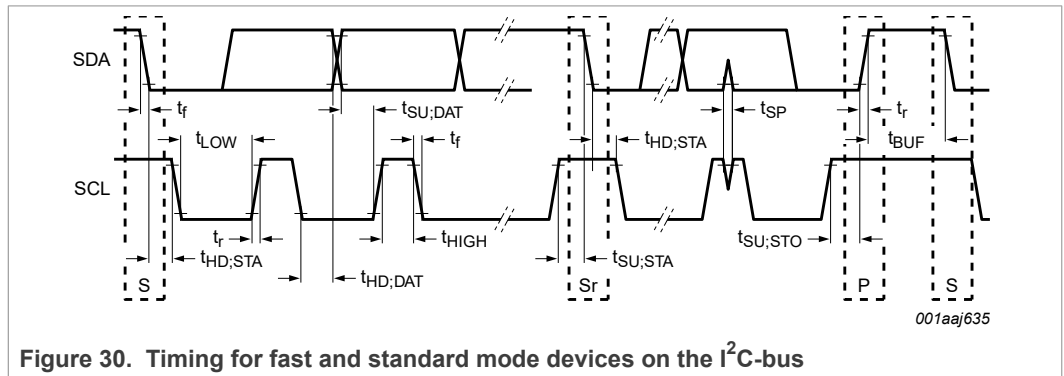 SDA
t_f
t_SU;DAT
t_SP
t_r
t_LOW
t_f
t_HD;STA
t_BUF
SCL
t_r
t_HIGH
t_SU;STO
t_HD;STA
t_SU;STA
t_HD;DAT
S
Sr
P
S
001aaj635
Figure 30. Timing for fast and standard mode devices on the I²C-bus